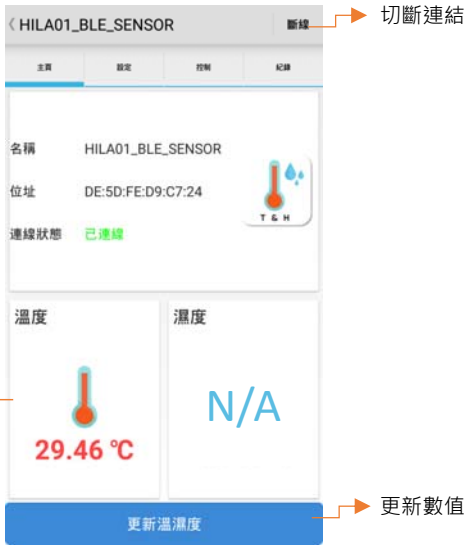 HILA01_BLE_SENSOR 斷線
切斷連結
主頁 設定 控制 紀錄
名稱 HILA01_BLE_SENSOR
位址 DE:5D:FE:D9:C7:24
T & H
連線狀態 已連線
溫度 濕度
N/A
29.46 ℃
更新數值
更新溫濕度